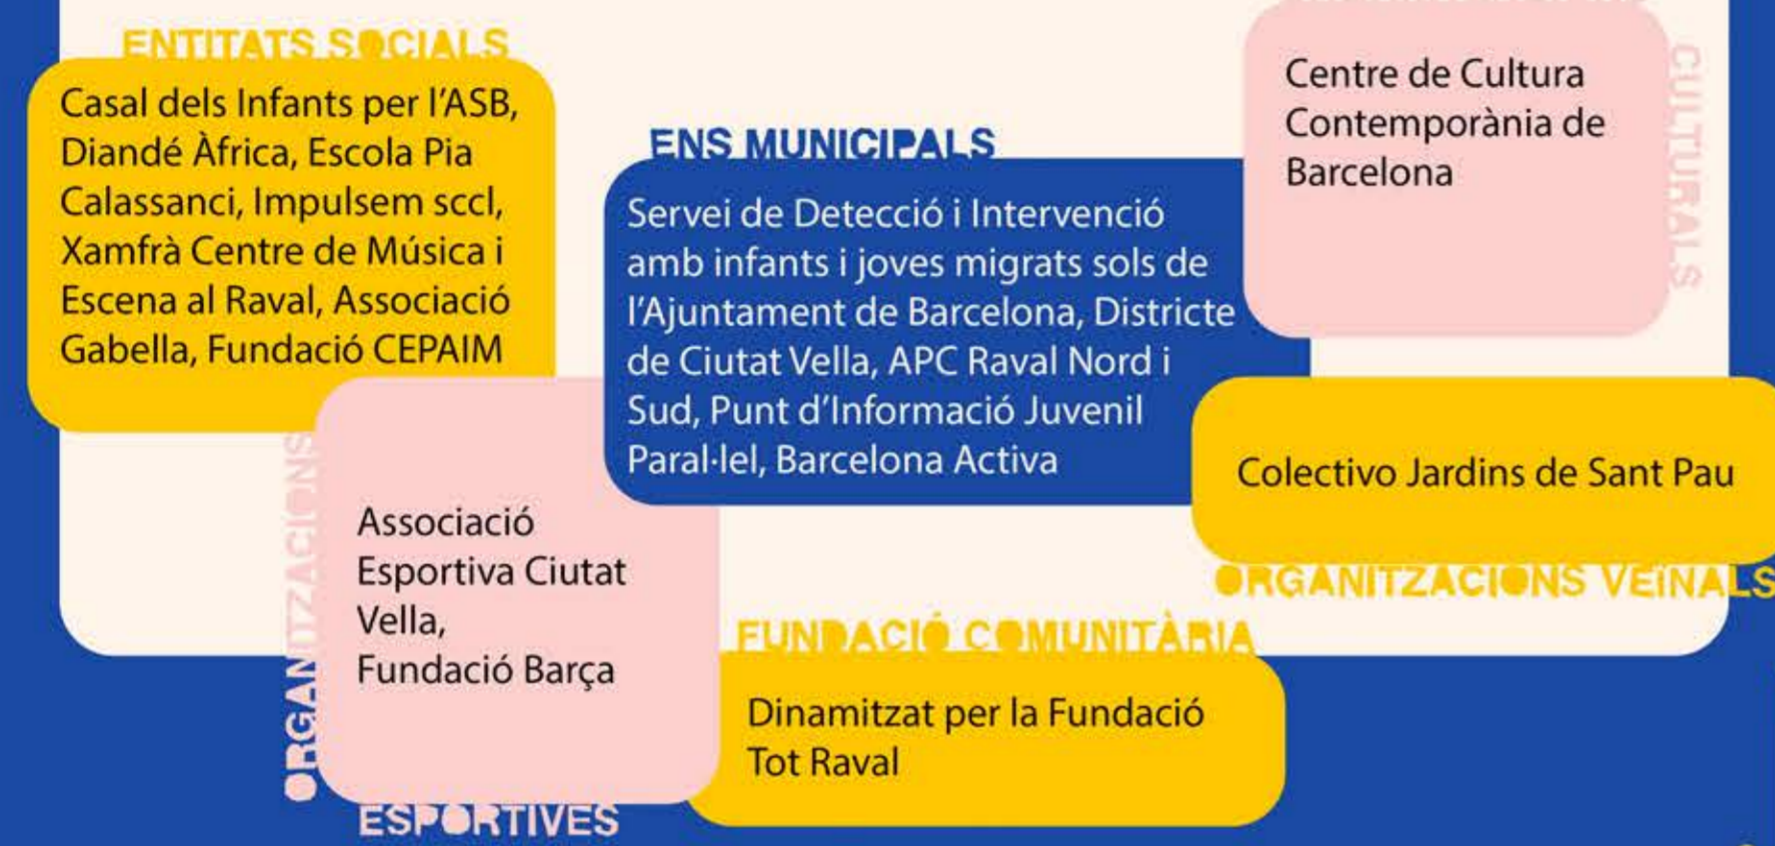 ENTITATS SOCIALS
Casal dels Infants per l'ASB,
Diandé Àfrica, Escola Pia
Calassanci, Impulsem sccl,
Xamfrà Centre de Música i
Escena al Raval, Associació
Gabella, Fundació CEPAIM
ENS MUNICIPALS
Servei de Detecció i Intervenció
amb infants i joves migrats sols de
l'Ajuntament de Barcelona, Districte
de Ciutat Vella, APC Raval Nord i
Sud, Punt d'Informació Juvenil
Paral·lel, Barcelona Activa
Centre de Cultura
Contemporània de
Barcelona
CULTURALS
Colectivo Jardins de Sant Pau
ORGANITZACIONS VEÏNALS
ORGANITZACIONS
Associació
Esportiva Ciutat
Vella,
Fundació Barça
ESPORTIVES
FUNDACIÓ COMUNITÀRIA
Dinamitzat per la Fundació
Tot Raval